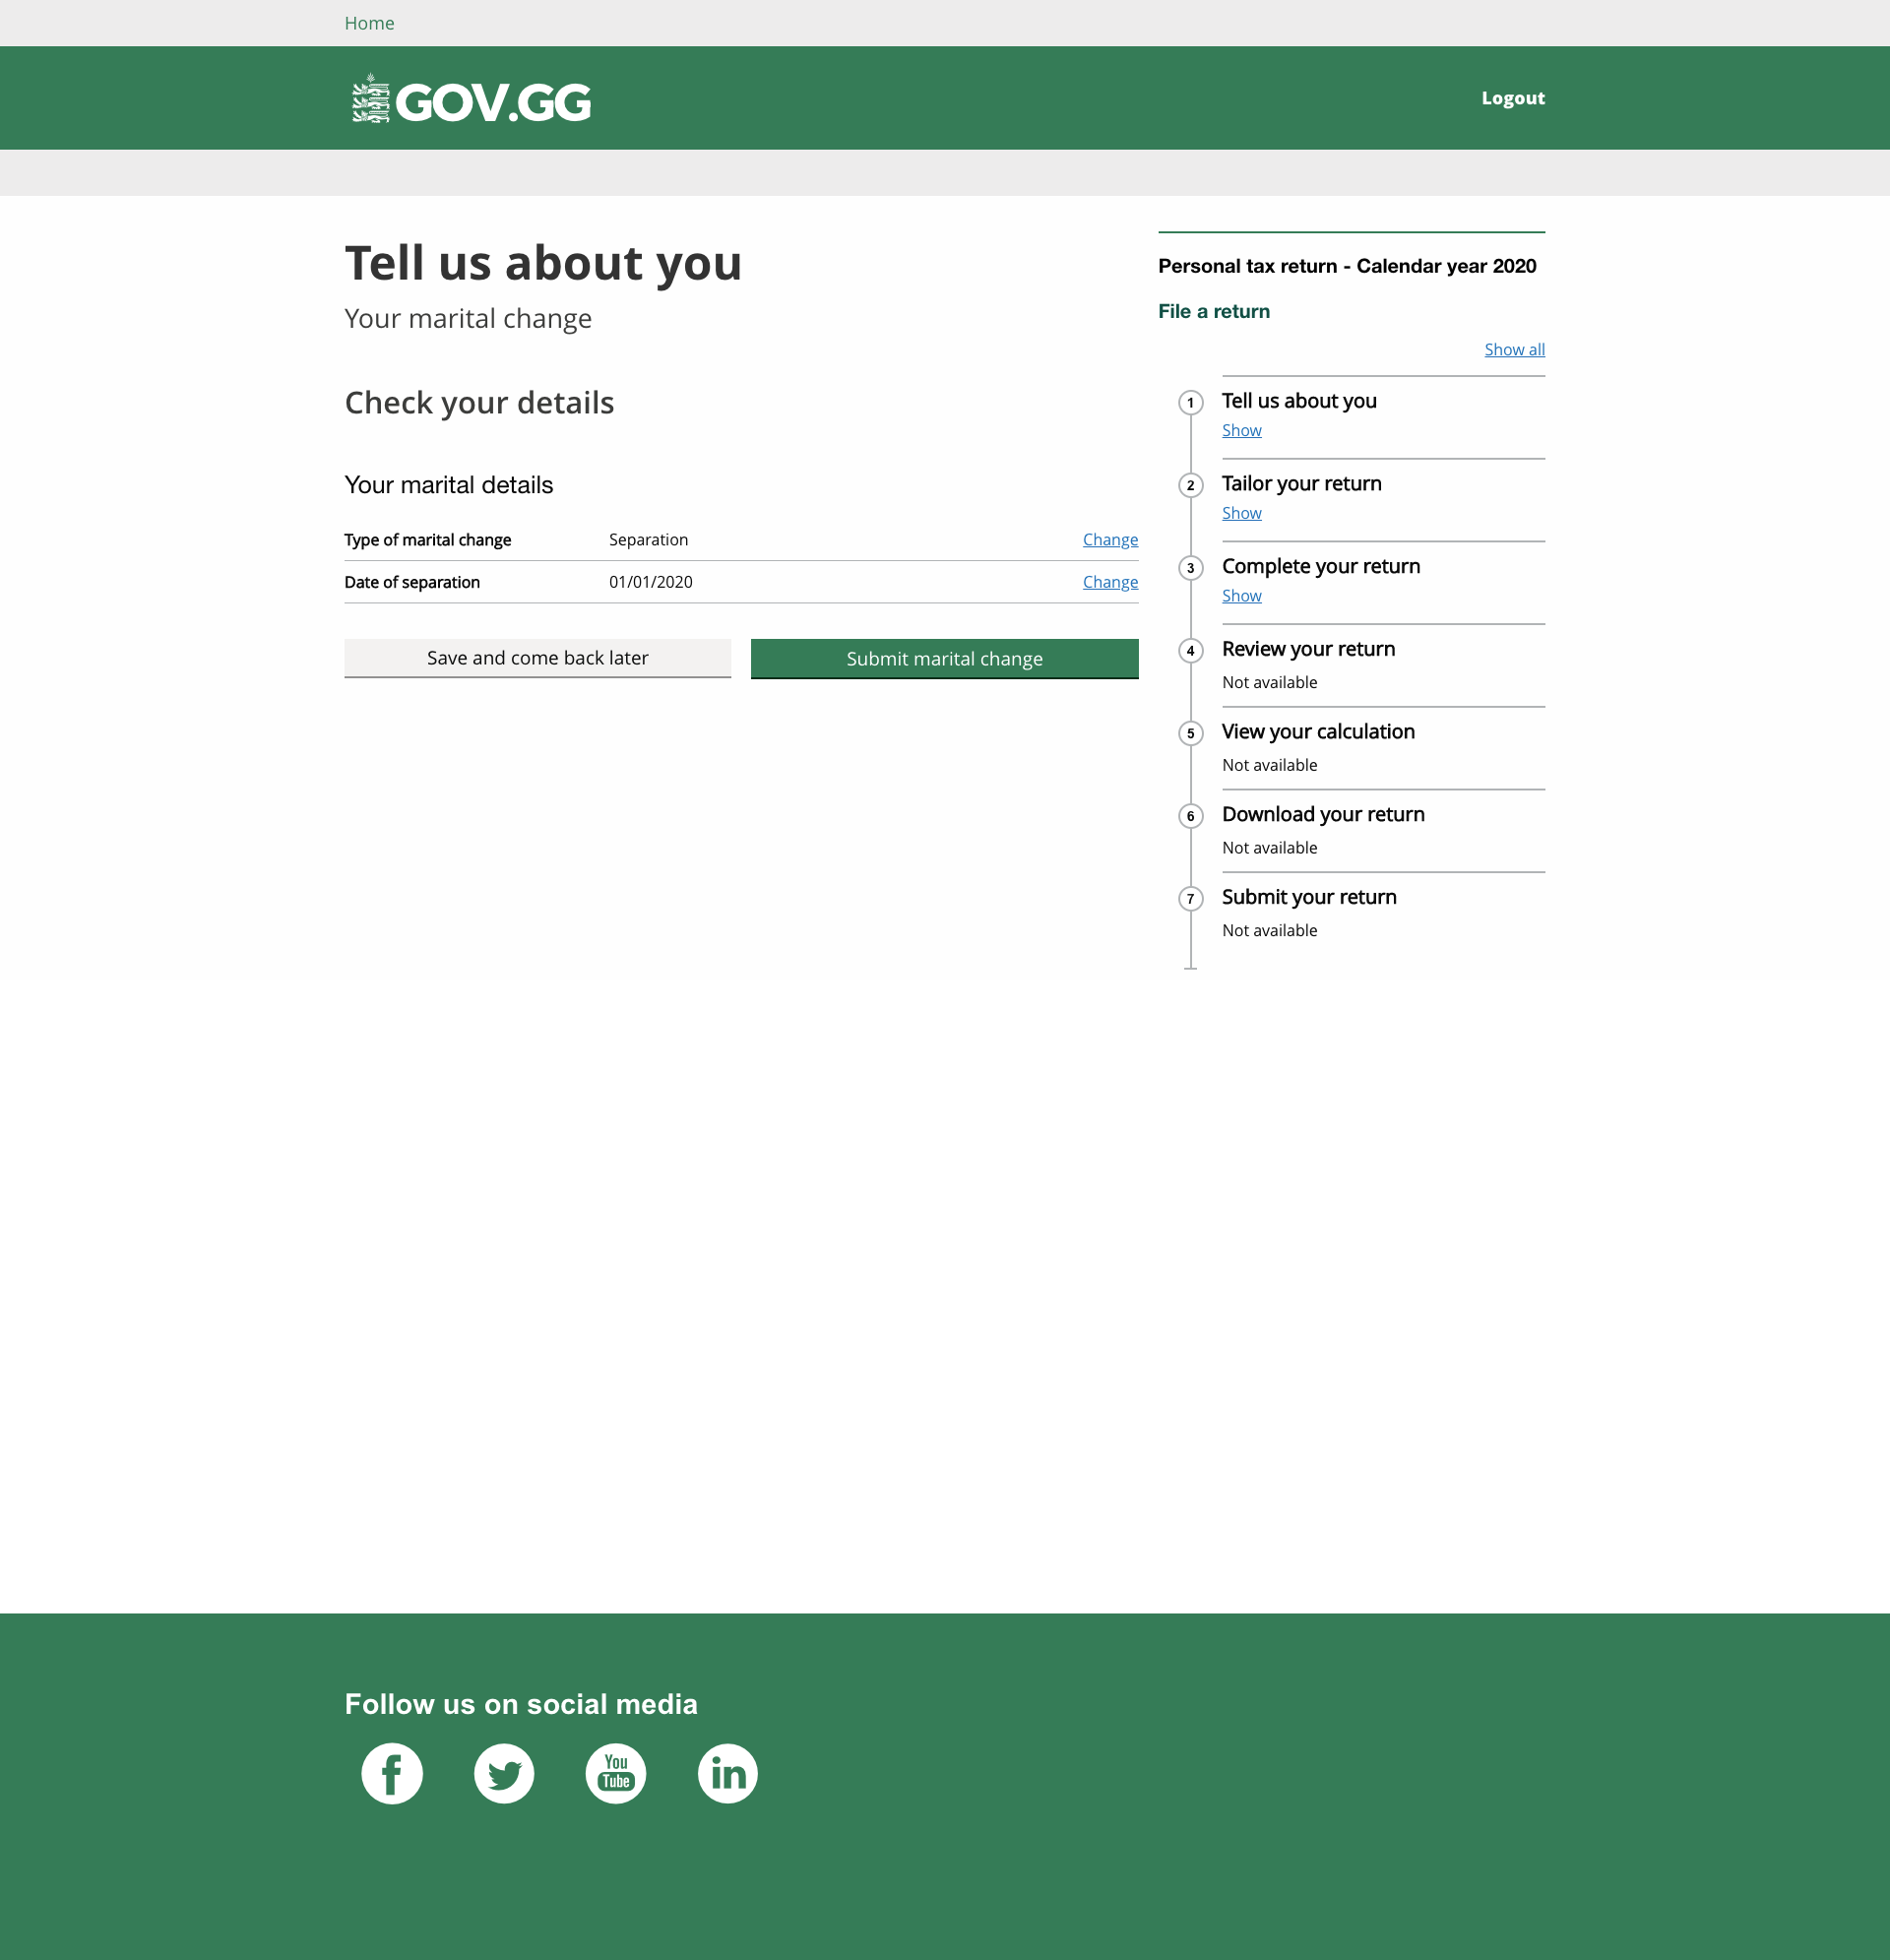 Home
GOV.GG
Logout
Tell us about you
Your marital change
Check your details
Your marital details
Type of marital change Separation Change
Date of separation 01/01/2020 Change
Save and come back later Submit marital change
Personal tax return - Calendar year 2020
File a return
Show all
1 Tell us about you
Show
2 Tailor your return
Show
3 Complete your return
Show
4 Review your return
Not available
5 View your calculation
Not available
6 Download your return
Not available
7 Submit your return
Not available
Follow us on social media
f You Tube in